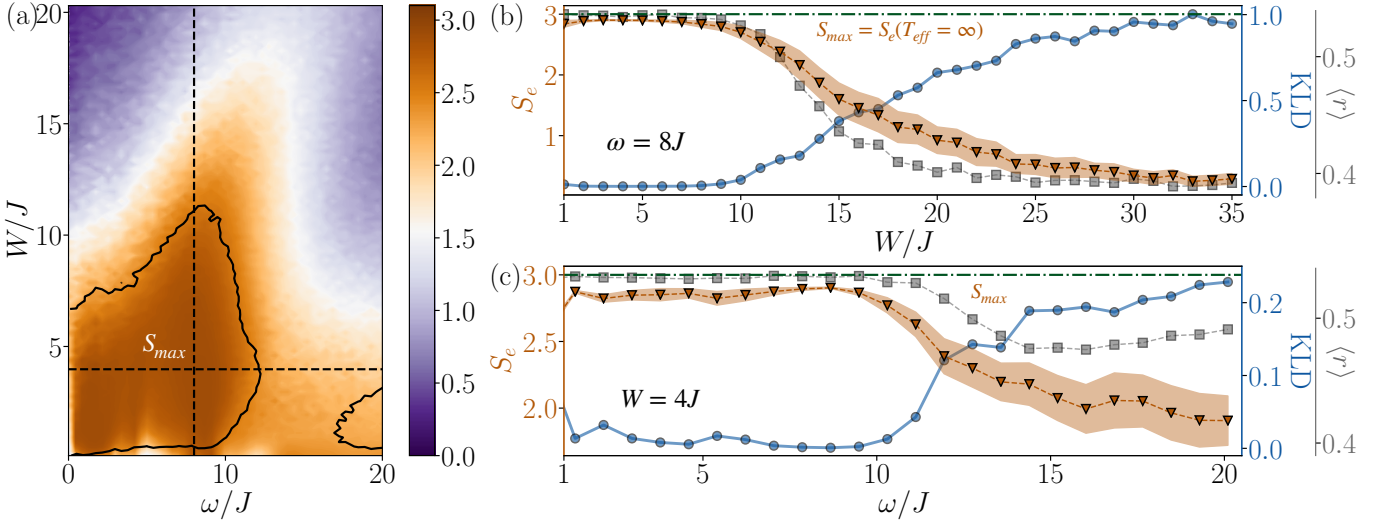 (a)
W/J
20
15
10
5
0
S_max
0
10
20
ω/J
3.0
2.5
2.0
1.5
1.0
0.5
0.0
(b)
S_e
3
2
1
S_max = S_e(T_eff = ∞)
ω = 8J
1
5
10
15
20
25
30
35
W/J
1.0
0.5
0.0
KLD
0.5
0.4
⟨r⟩
(c)
S_e
3.0
2.5
2.0
S_max
W = 4J
1
5
10
15
20
ω/J
0.2
0.1
0.0
KLD
0.5
0.4
⟨r⟩